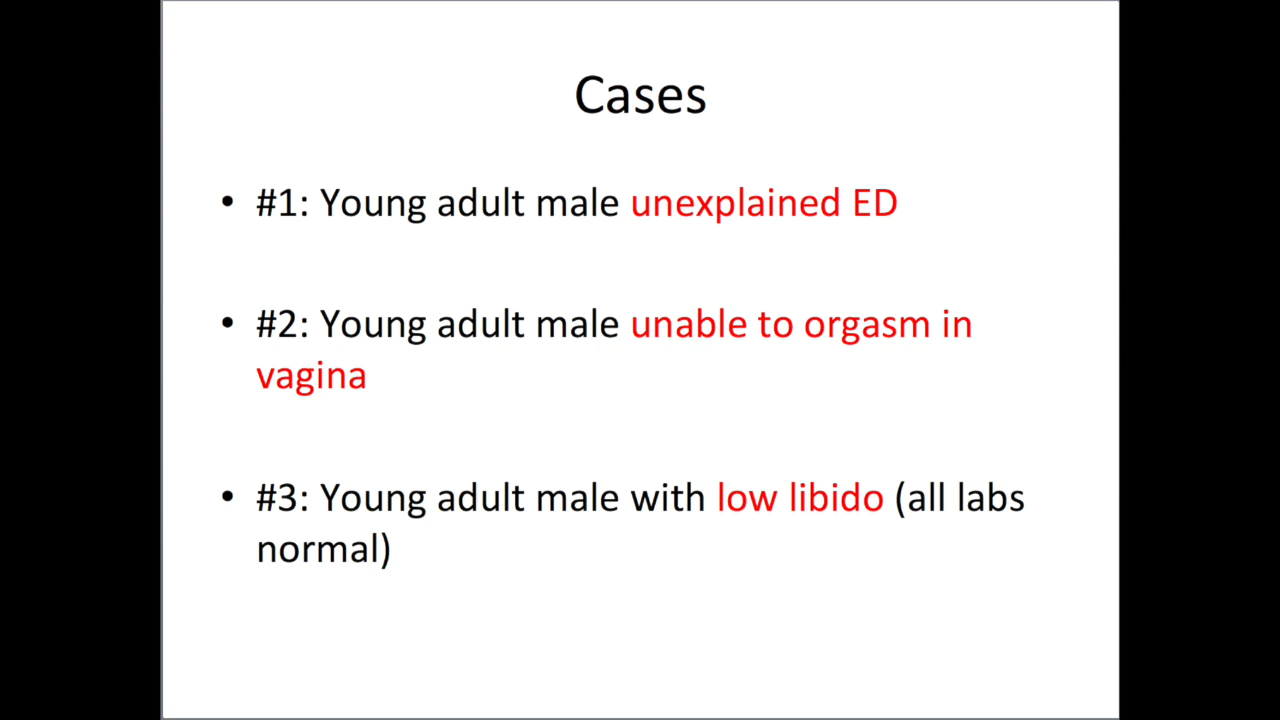 Cases
• #1: Young adult male unexplained ED
• #2: Young adult male unable to orgasm in
vagina
• #3: Young adult male with low libido (all labs
normal)